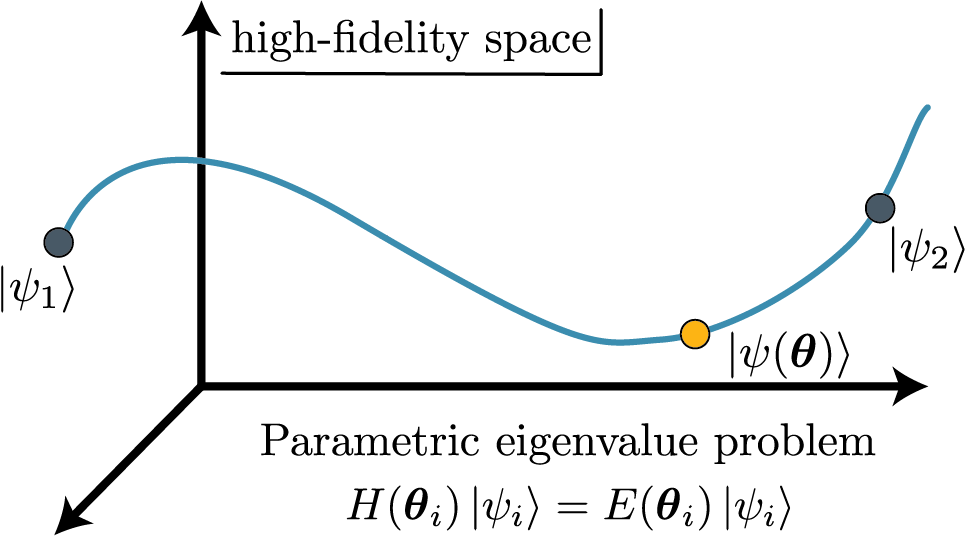 high-fidelity space
|ψ₁⟩
|ψ₂⟩
|ψ(𝜽)⟩
Parametric eigenvalue problem
H(𝜽ᵢ) |ψᵢ⟩ = E(𝜽ᵢ) |ψᵢ⟩